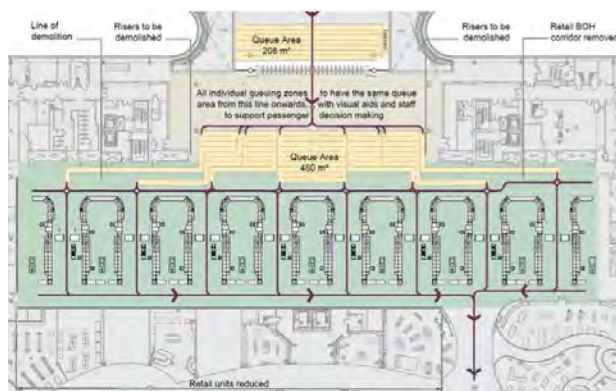 Line of
demolition
Risers to be
demolished
Queue Area
208 m²
Risers to be
demolished
Retail BOH
corridor removed
All individual queuing zones to have the same queue
area from this line onwards, with visual aids and staff
to support passenger decision making
Queue Area
450 m²
Retail units reduced